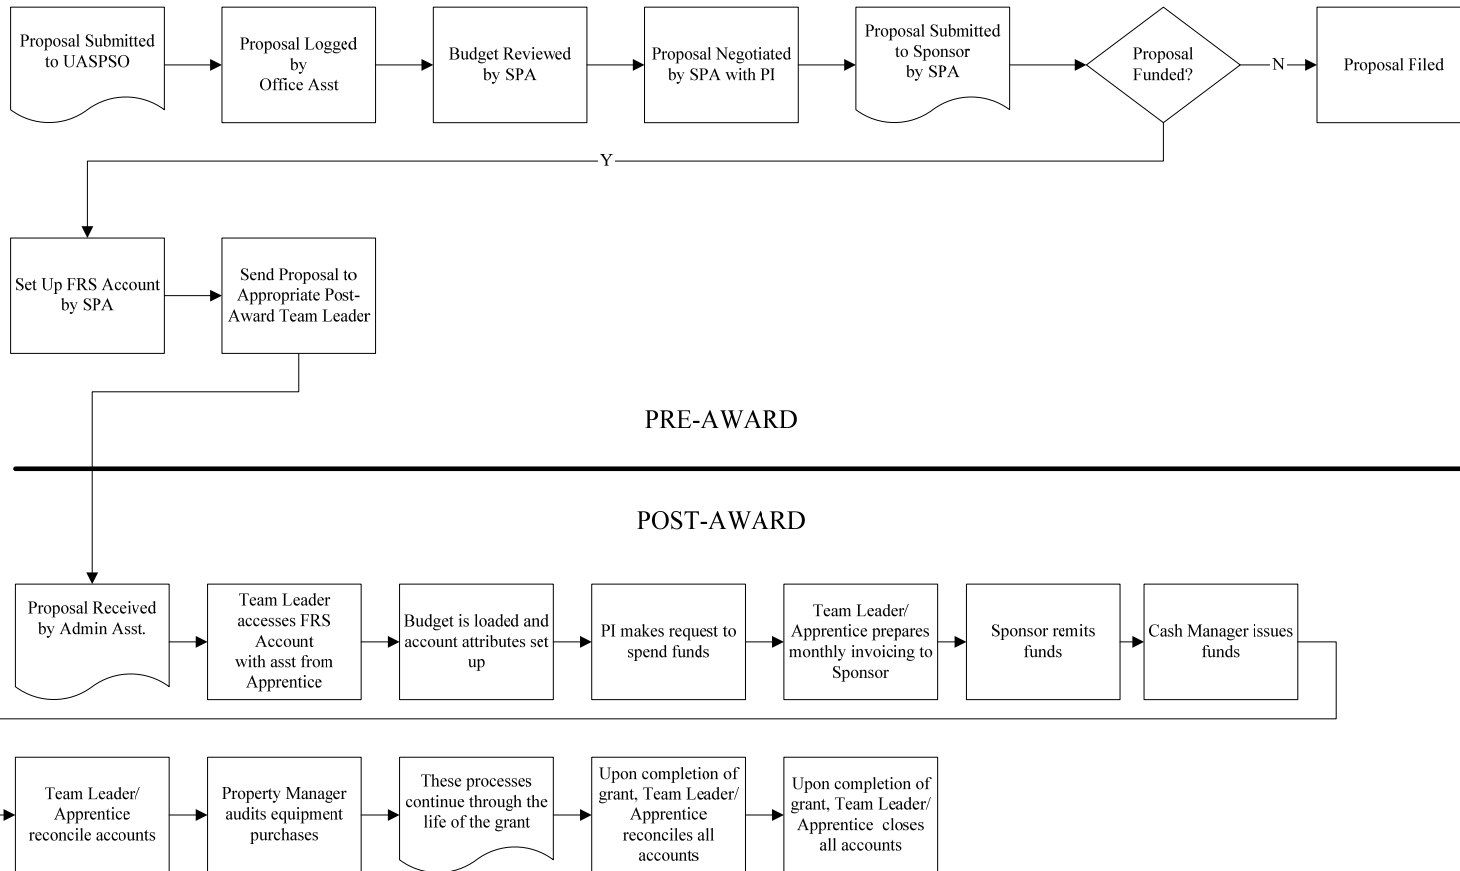 Proposal Submitted
to UASPSO
Proposal Logged
by
Office Asst
Budget Reviewed
by SPA
Proposal Negotiated
by SPA with PI
Proposal Submitted
to Sponsor
by SPA
Proposal
Funded?
N
Proposal Filed
Y
Set Up FRS Account
by SPA
Send Proposal to
Appropriate Post-
Award Team Leader
PRE-AWARD
POST-AWARD
Proposal Received
by Admin Asst.
Team Leader
accesses FRS
Account
with asst from
Apprentice
Budget is loaded and
account attributes set
up
PI makes request to
spend funds
Team Leader/
Apprentice prepares
monthly invoicing to
Sponsor
Sponsor remits
funds
Cash Manager issues
funds
Team Leader/
Apprentice
reconcile accounts
Property Manager
audits equipment
purchases
These processes
continue through the
life of the grant
Upon completion of
grant, Team Leader/
Apprentice
reconciles all
accounts
Upon completion of
grant, Team Leader/
Apprentice closes
all accounts